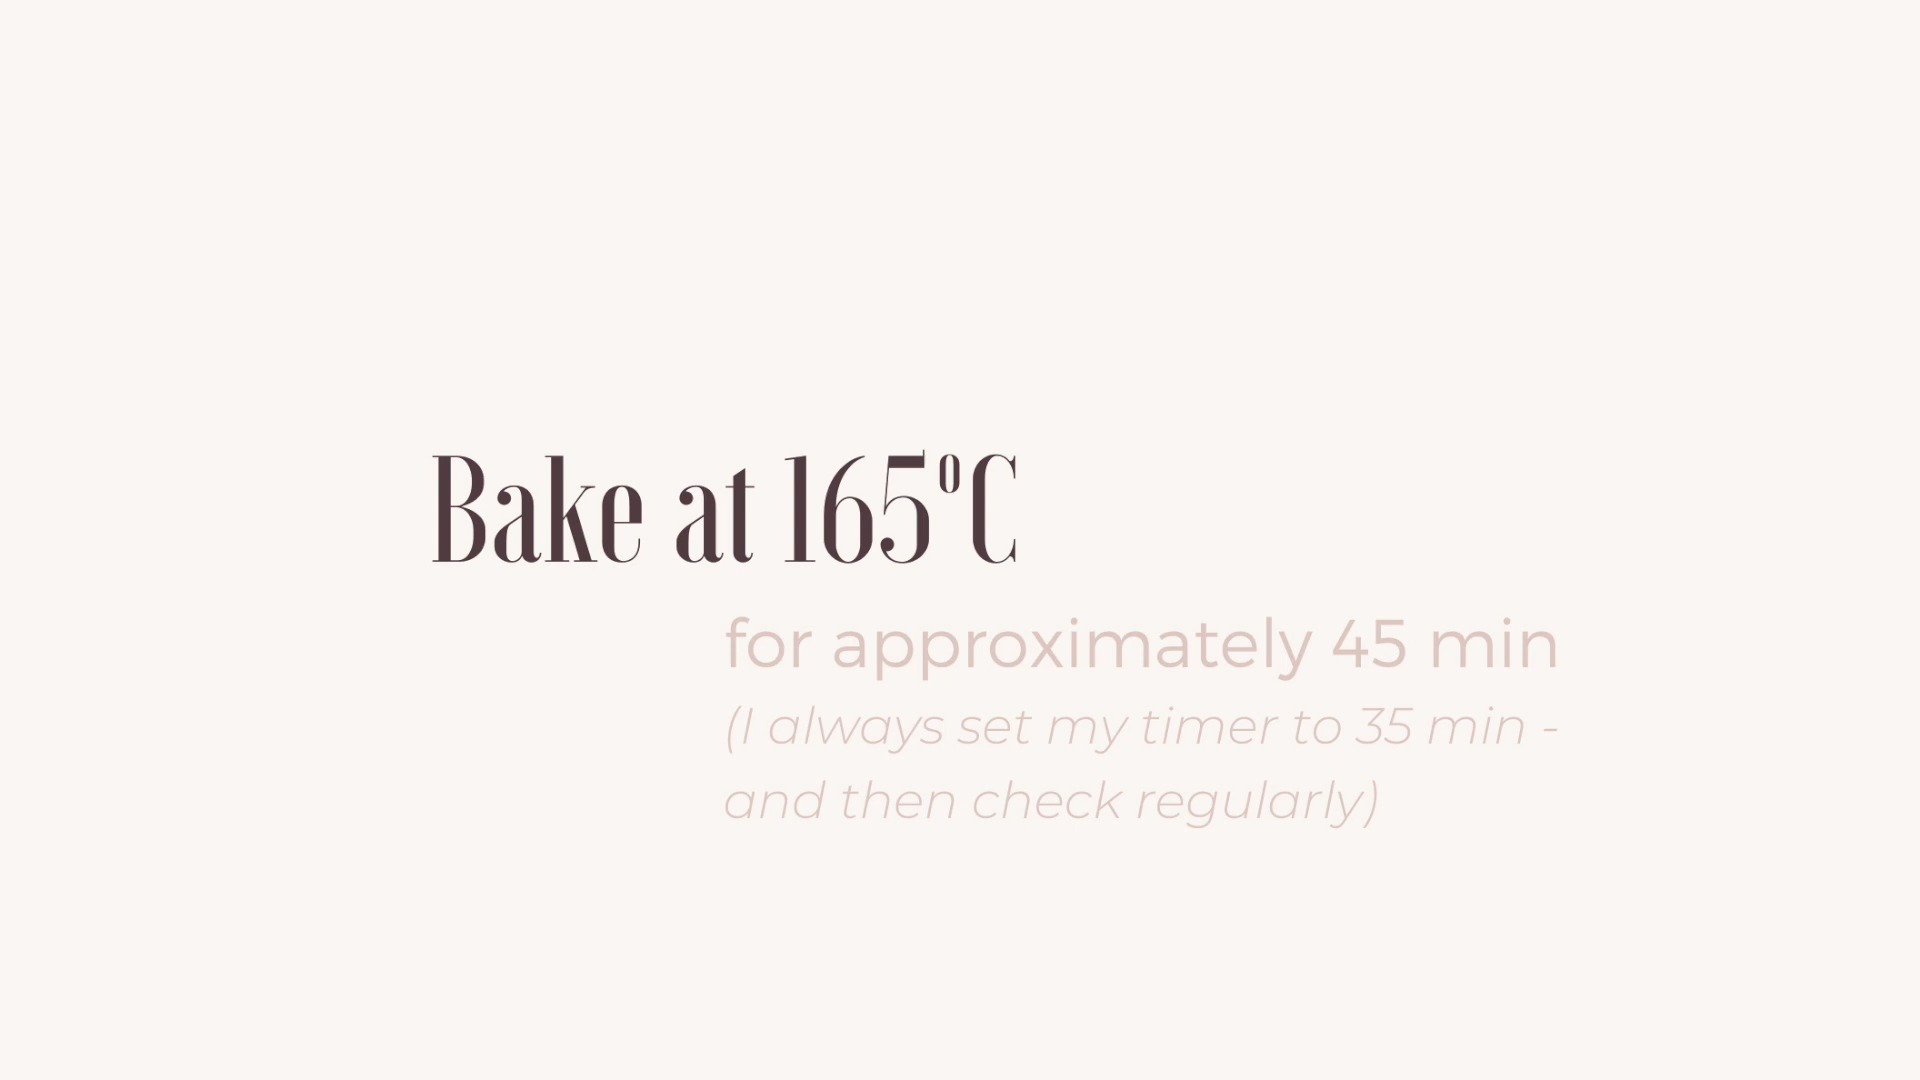 Bake at 165°C
for approximately 45 min
(I always set my timer to 35 min -
and then check regularly)